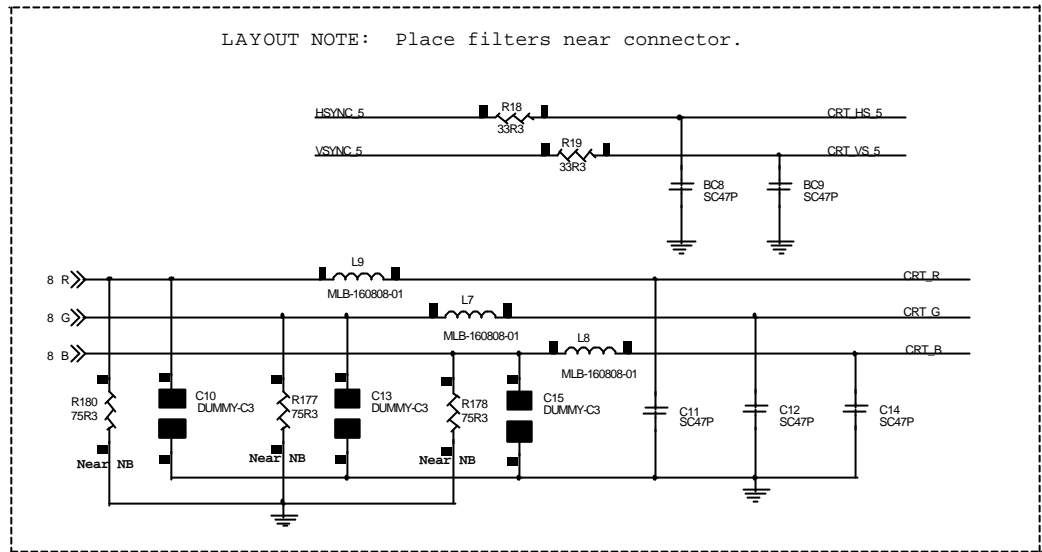 LAYOUT NOTE: Place filters near connector.
HSYNC_5
R18
33R3
CRT_HS_5
VSYNC_5
R19
33R3
CRT_VS_5
BC8
SC47P
BC9
SC47P
8 R
L9
MLB-160808-01
CRT_R
8 G
L7
MLB-160808-01
CRT_G
8 B
L8
MLB-160808-01
CRT_B
R180
75R3
Near NB
C10
DUMMY-C3
R177
75R3
Near NB
C13
DUMMY-C3
R178
75R3
Near NB
C15
DUMMY-C3
C11
SC47P
C12
SC47P
C14
SC47P